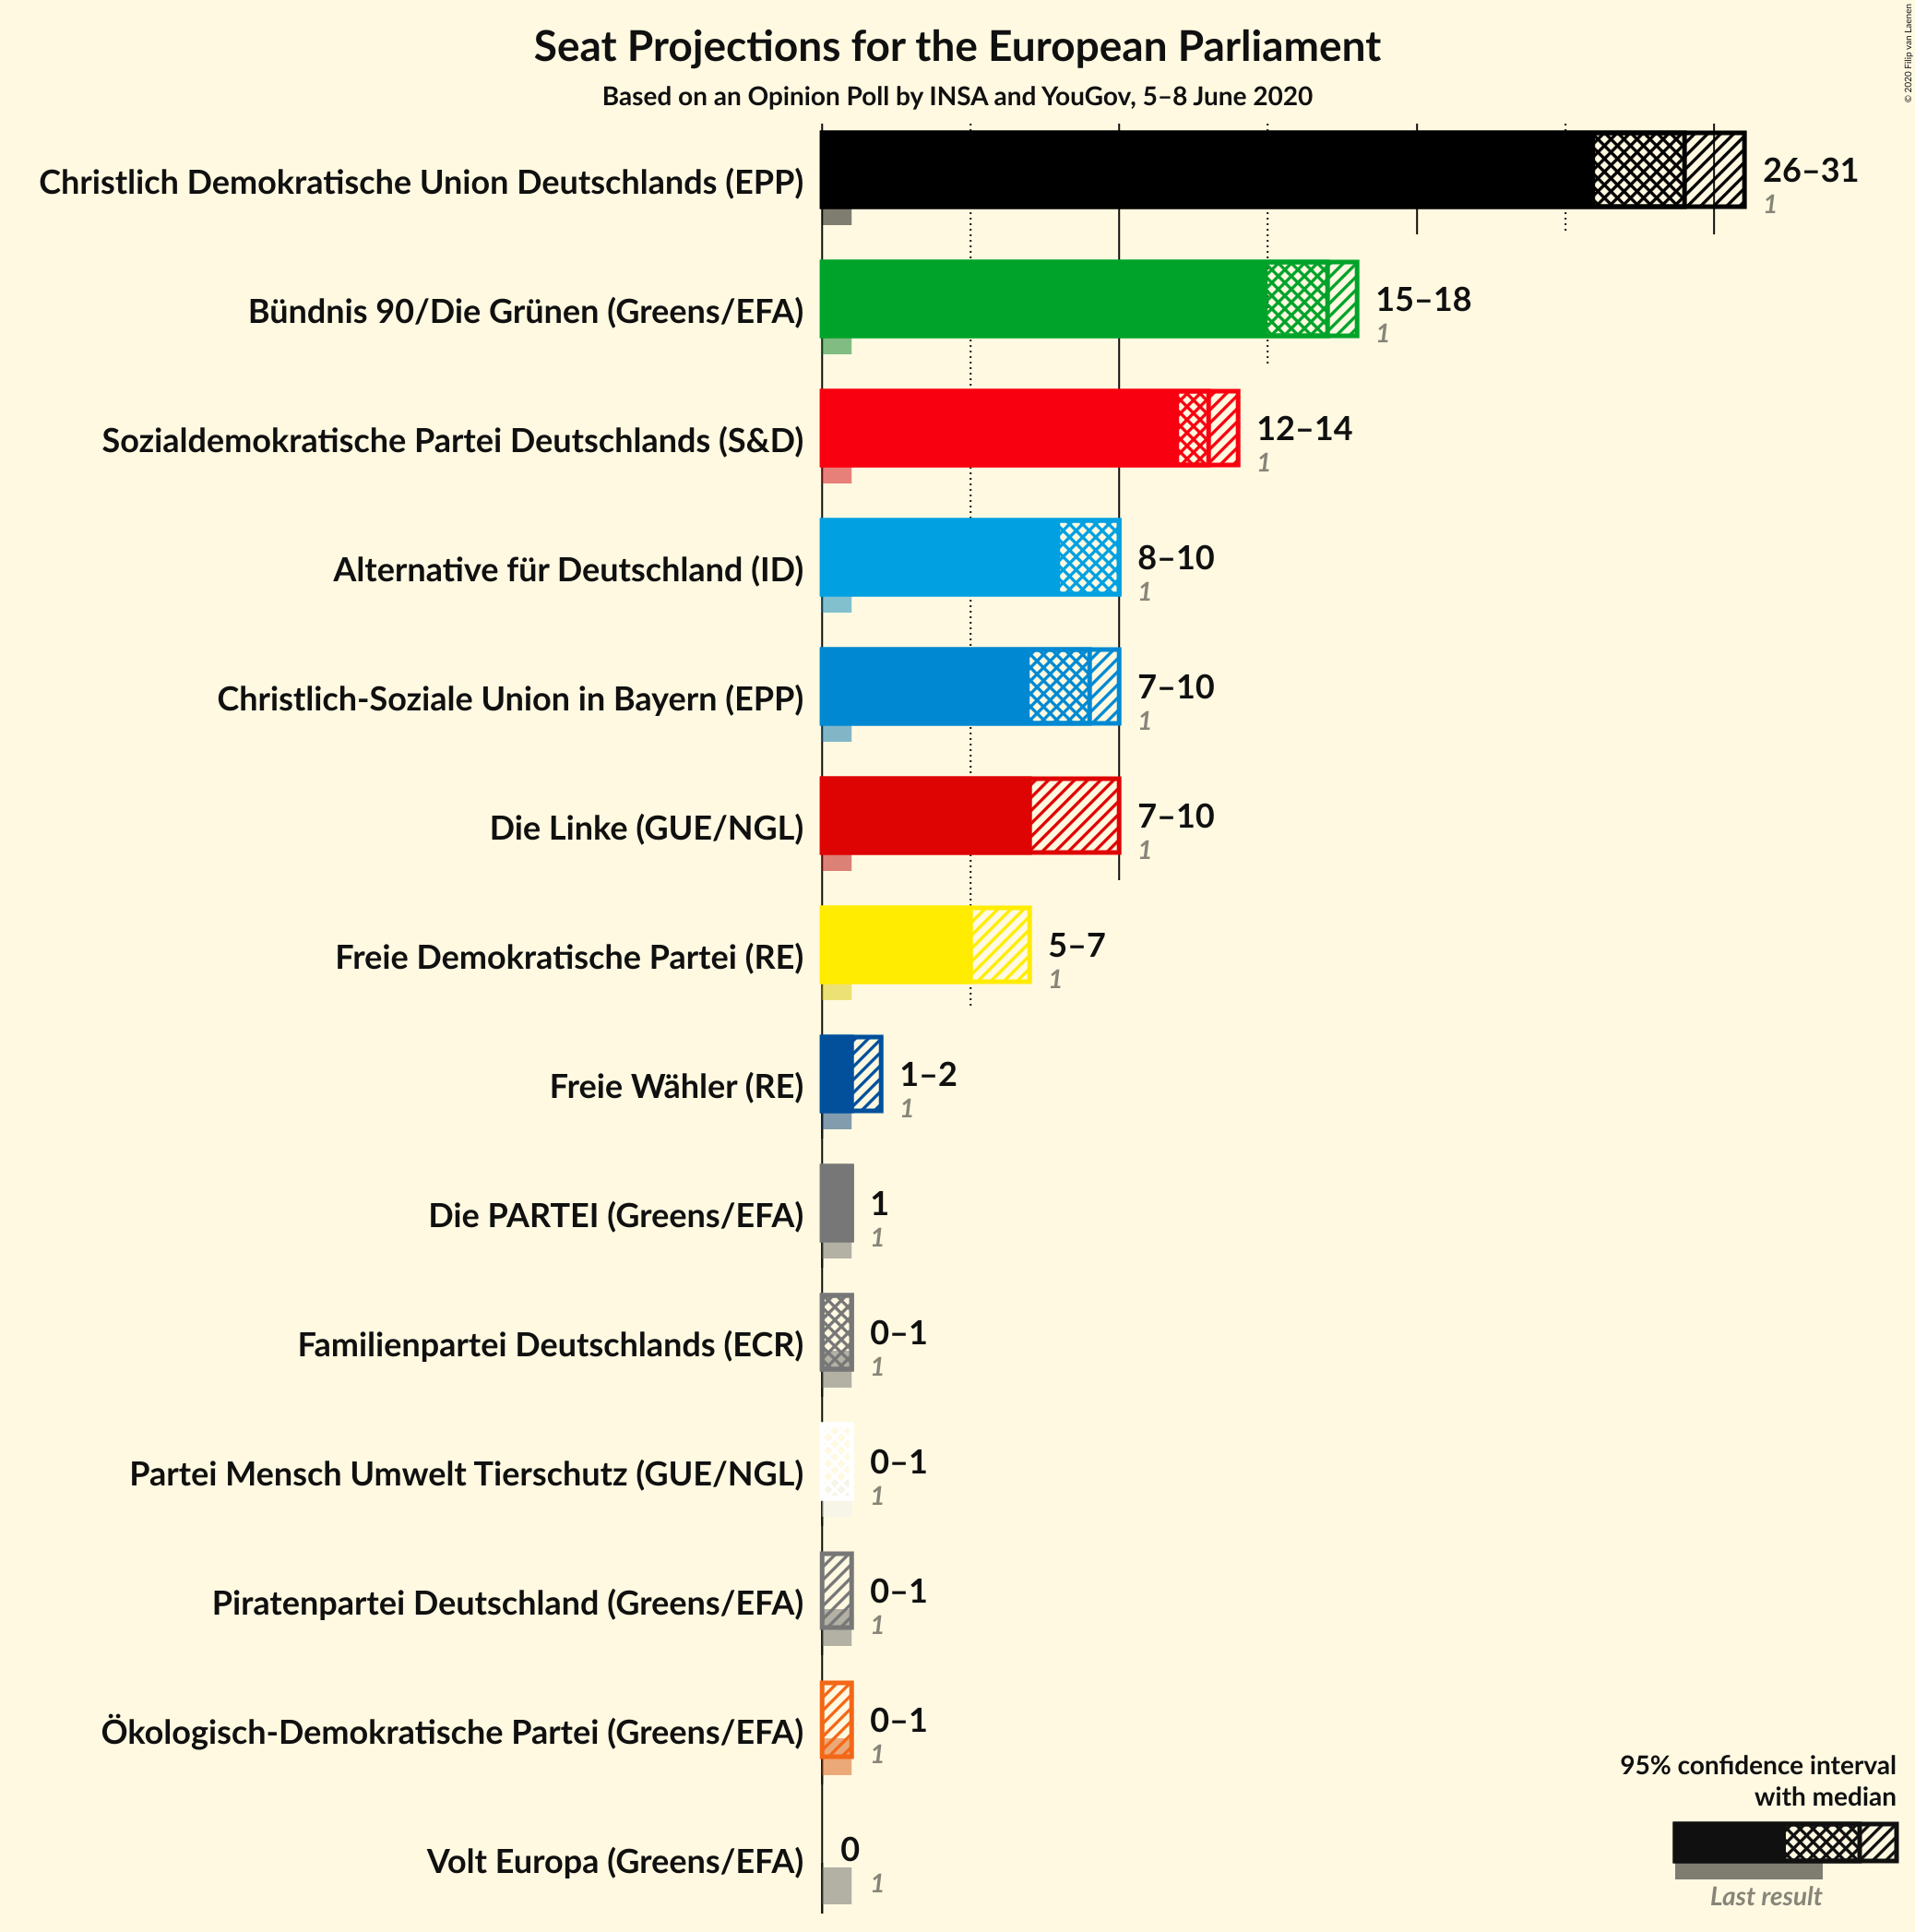 Seat Projections for the European Parliament
Based on an Opinion Poll by INSA and YouGov, 5–8 June 2020
© 2020 Filip van Laenen
Christlich Demokratische Union Deutschlands (EPP)
26–31
1
Bündnis 90/Die Grünen (Greens/EFA)
15–18
1
Sozialdemokratische Partei Deutschlands (S&D)
12–14
1
Alternative für Deutschland (ID)
8–10
1
Christlich-Soziale Union in Bayern (EPP)
7–10
1
Die Linke (GUE/NGL)
7–10
1
Freie Demokratische Partei (RE)
5–7
1
Freie Wähler (RE)
1–2
1
Die PARTEI (Greens/EFA)
1
1
Familienpartei Deutschlands (ECR)
0–1
1
Partei Mensch Umwelt Tierschutz (GUE/NGL)
0–1
1
Piratenpartei Deutschland (Greens/EFA)
0–1
1
Ökologisch-Demokratische Partei (Greens/EFA)
0–1
1
Volt Europa (Greens/EFA)
0
1
95% confidence interval
with median
Last result